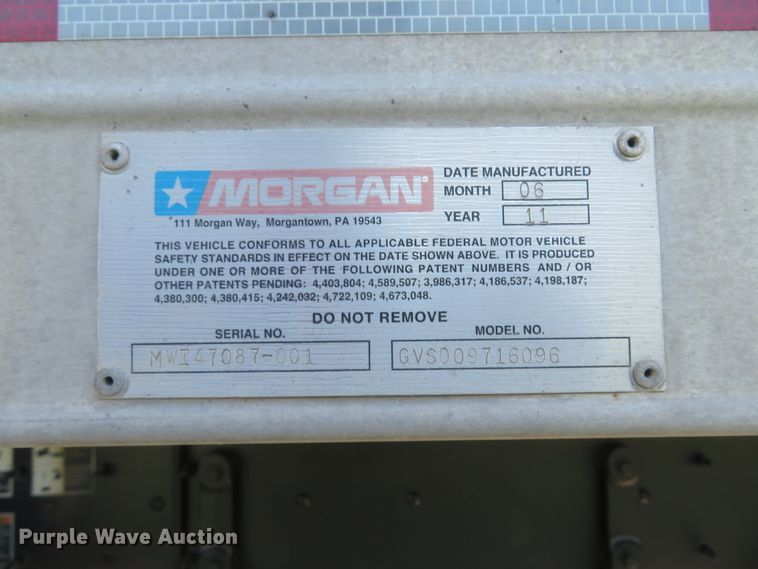 MORGAN
111 Morgan Way, Morgantown, PA 19543
DATE MANUFACTURED
MONTH 06
YEAR 11
THIS VEHICLE CONFORMS TO ALL APPLICABLE FEDERAL MOTOR VEHICLE
SAFETY STANDARDS IN EFFECT ON THE DATE SHOWN ABOVE. IT IS PRODUCED
UNDER ONE OR MORE OF THE FOLLOWING PATENT NUMBERS AND / OR
OTHER PATENTS PENDING: 4,403,804; 4,589,507; 3,986,317; 4,186,537; 4,198,187;
4,380,300; 4,380,415; 4,242,032; 4,722,109; 4,673,048.
DO NOT REMOVE
SERIAL NO. MODEL NO.
MWI47087-001 GVSD09716096
Purple Wave Auction